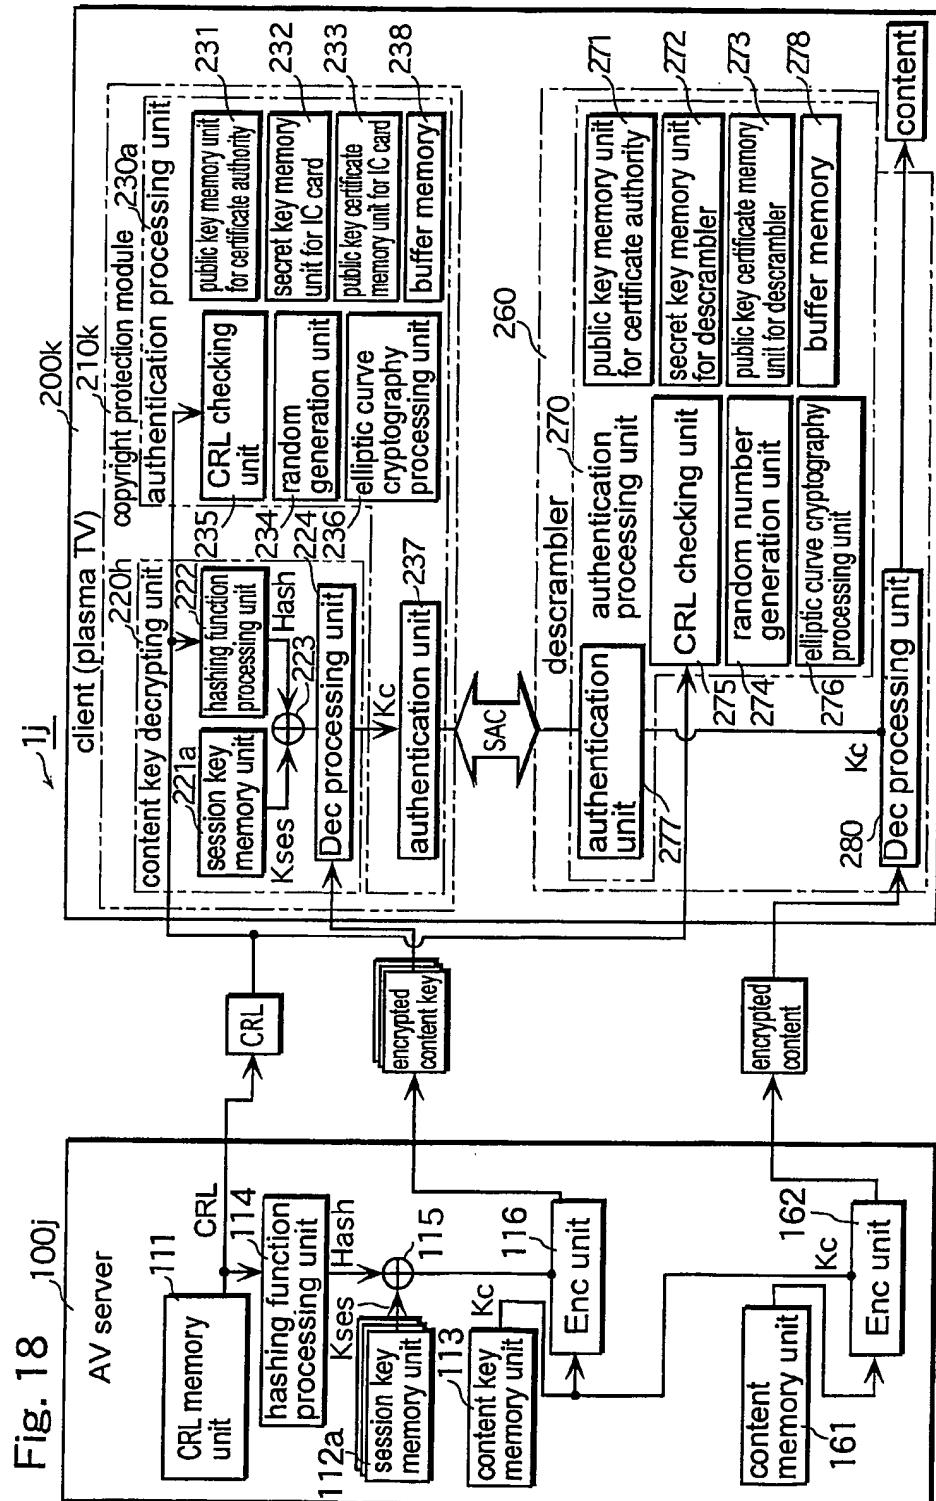 Fig. 18
1j
100j
AV server
111
CRL memory
unit
CRL
114
hashing function
processing unit
Hash
Kses
115
112a
session key
memory unit
113
content key
memory unit
Kc
116
Enc unit
content
memory unit
161
162
Kc
Enc unit
CRL
encrypted
content key
encrypted
content
200k
client (plasma TV)
210k
copyright protection module
220h
content key decrypting unit
221a
session key
memory unit
222
hashing function
processing unit
Hash
Kses
223
224
Dec processing unit
Kc
230a
authentication processing unit
235
CRL checking
unit
234
random
generation unit
236
elliptic curve
cryptography
processing unit
231
public key memory unit
for certificate authority
232
secret key memory
unit for IC card
233
public key certificate
memory unit for IC card
238
buffer memory
237
authentication unit
SAC
260
descrambler
270
authentication
processing unit
authentication
unit
277
275
CRL checking unit
274
random number
generation unit
276
elliptic curve cryptography
processing unit
271
public key memory unit
for certificate authority
272
secret key memory unit
for descrambler
273
public key certificate memory
unit for descrambler
278
buffer memory
Kc
280
Dec processing unit
content